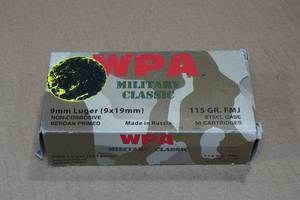 WPA
MILITARY
CLASSIC
9mm Luger (9x19mm) 115 GR. FMJ
NON-CORROSIVE STEEL CASE
BERDAN PRIMED Made in Russia 50 CARTRIDGES
WPA
MILITARY CLASSIC